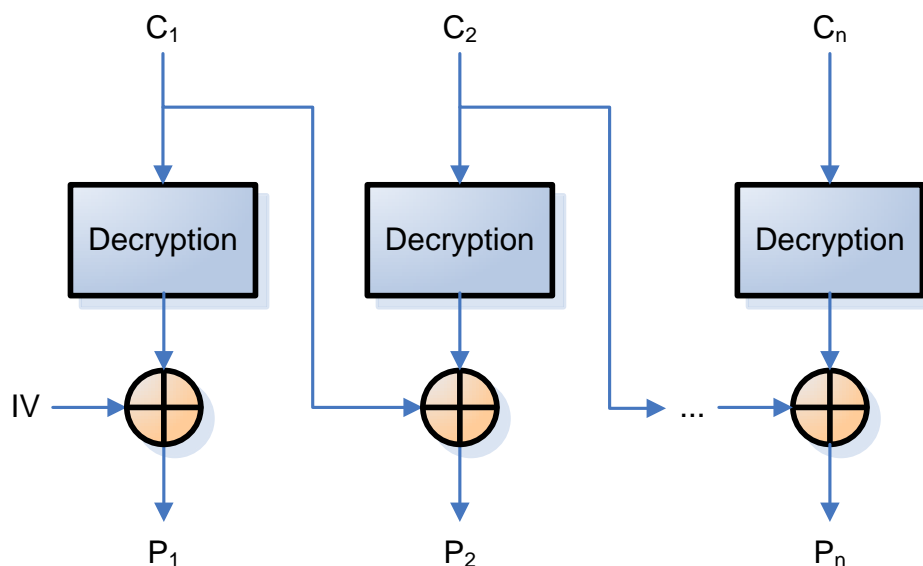 C₁ C₂ Cₙ
Decryption Decryption Decryption
IV ...
P₁ P₂ Pₙ